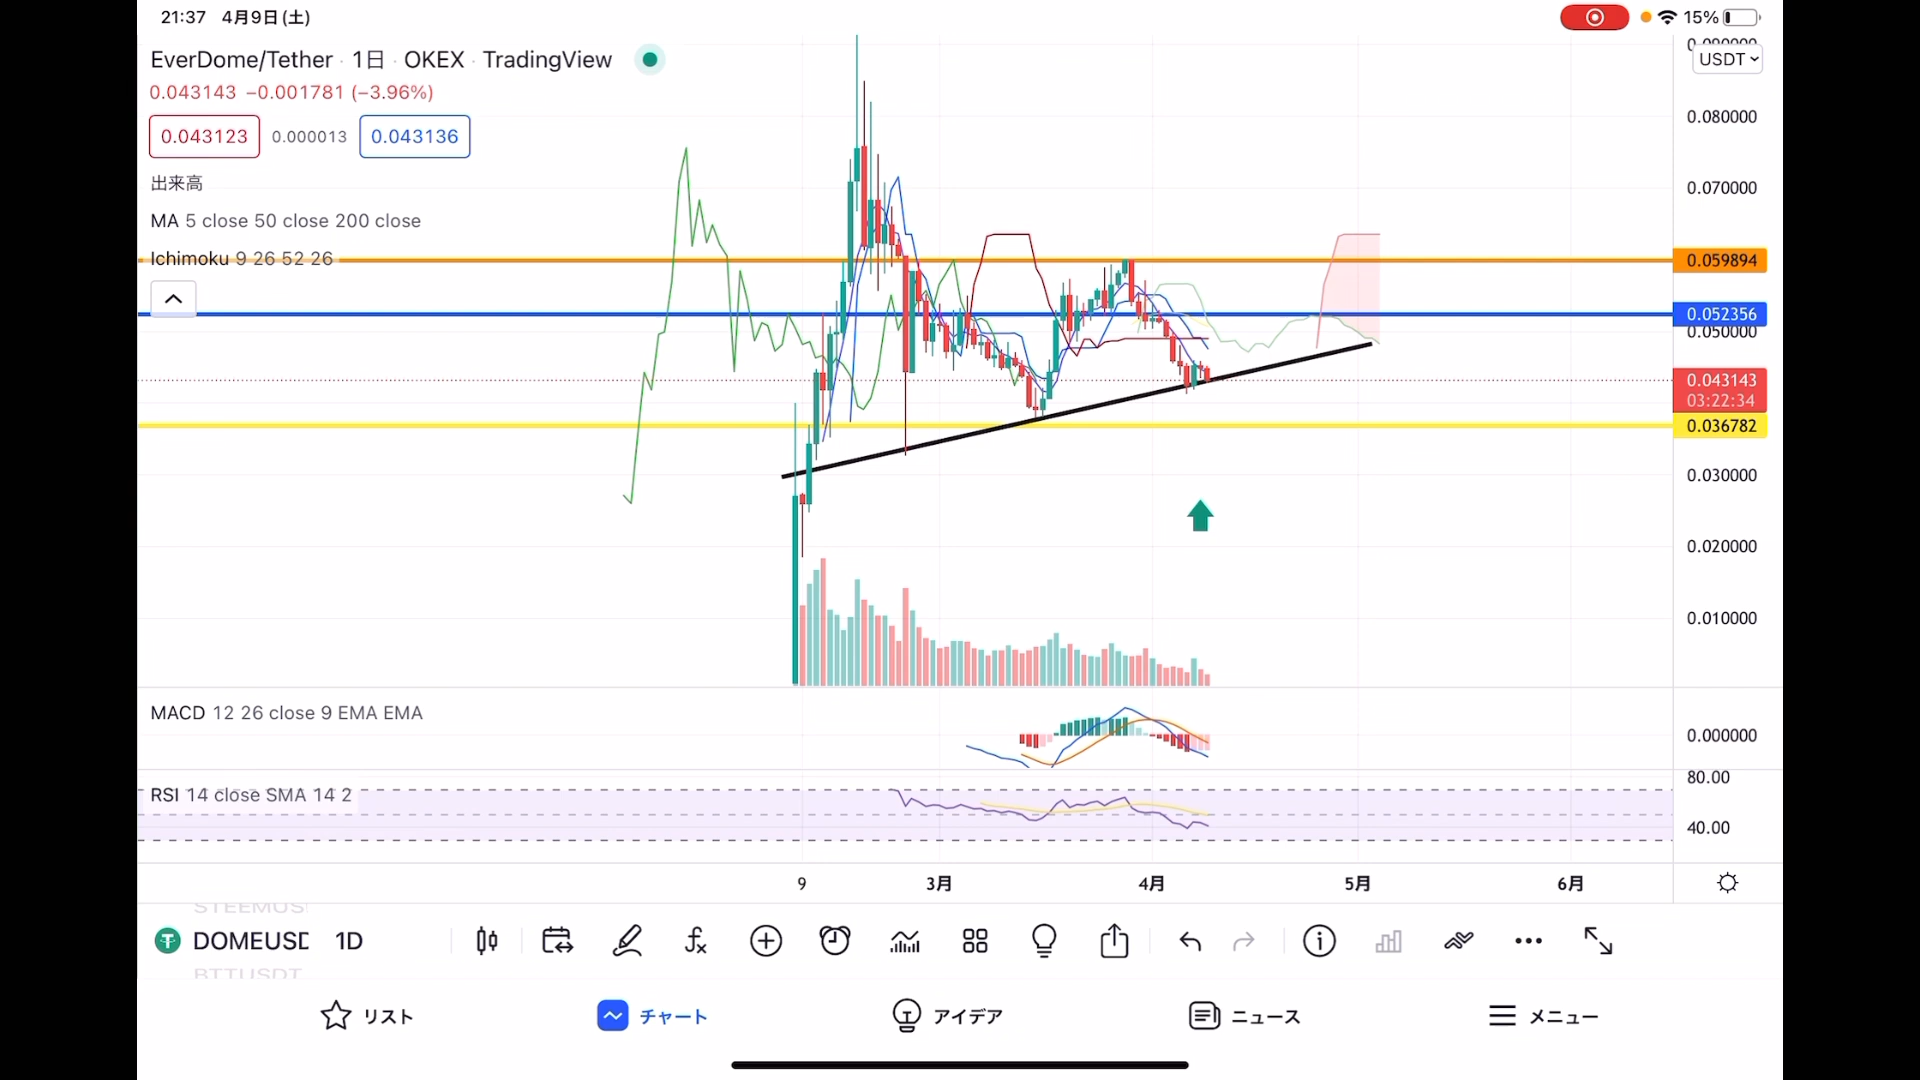 21:37 4月9日(土)
15%
EverDome/Tether · 1日 · OKEX · TradingView
USDT
0.043143 −0.001781 (−3.96%)
0.043123 0.000013 0.043136
出来高
MA 5 close 50 close 200 close
Ichimoku 9 26 52 26
0.080000
0.070000
0.059894
0.052356
0.050000
0.043143
03:22:34
0.036782
0.030000
0.020000
0.010000
MACD 12 26 close 9 EMA EMA
0.000000
RSI 14 close SMA 14 2
80.00
40.00
9 3月 4月 5月 6月
DOMEUSD 1D
BTTUSDT
リスト チャート アイデア ニュース メニュー